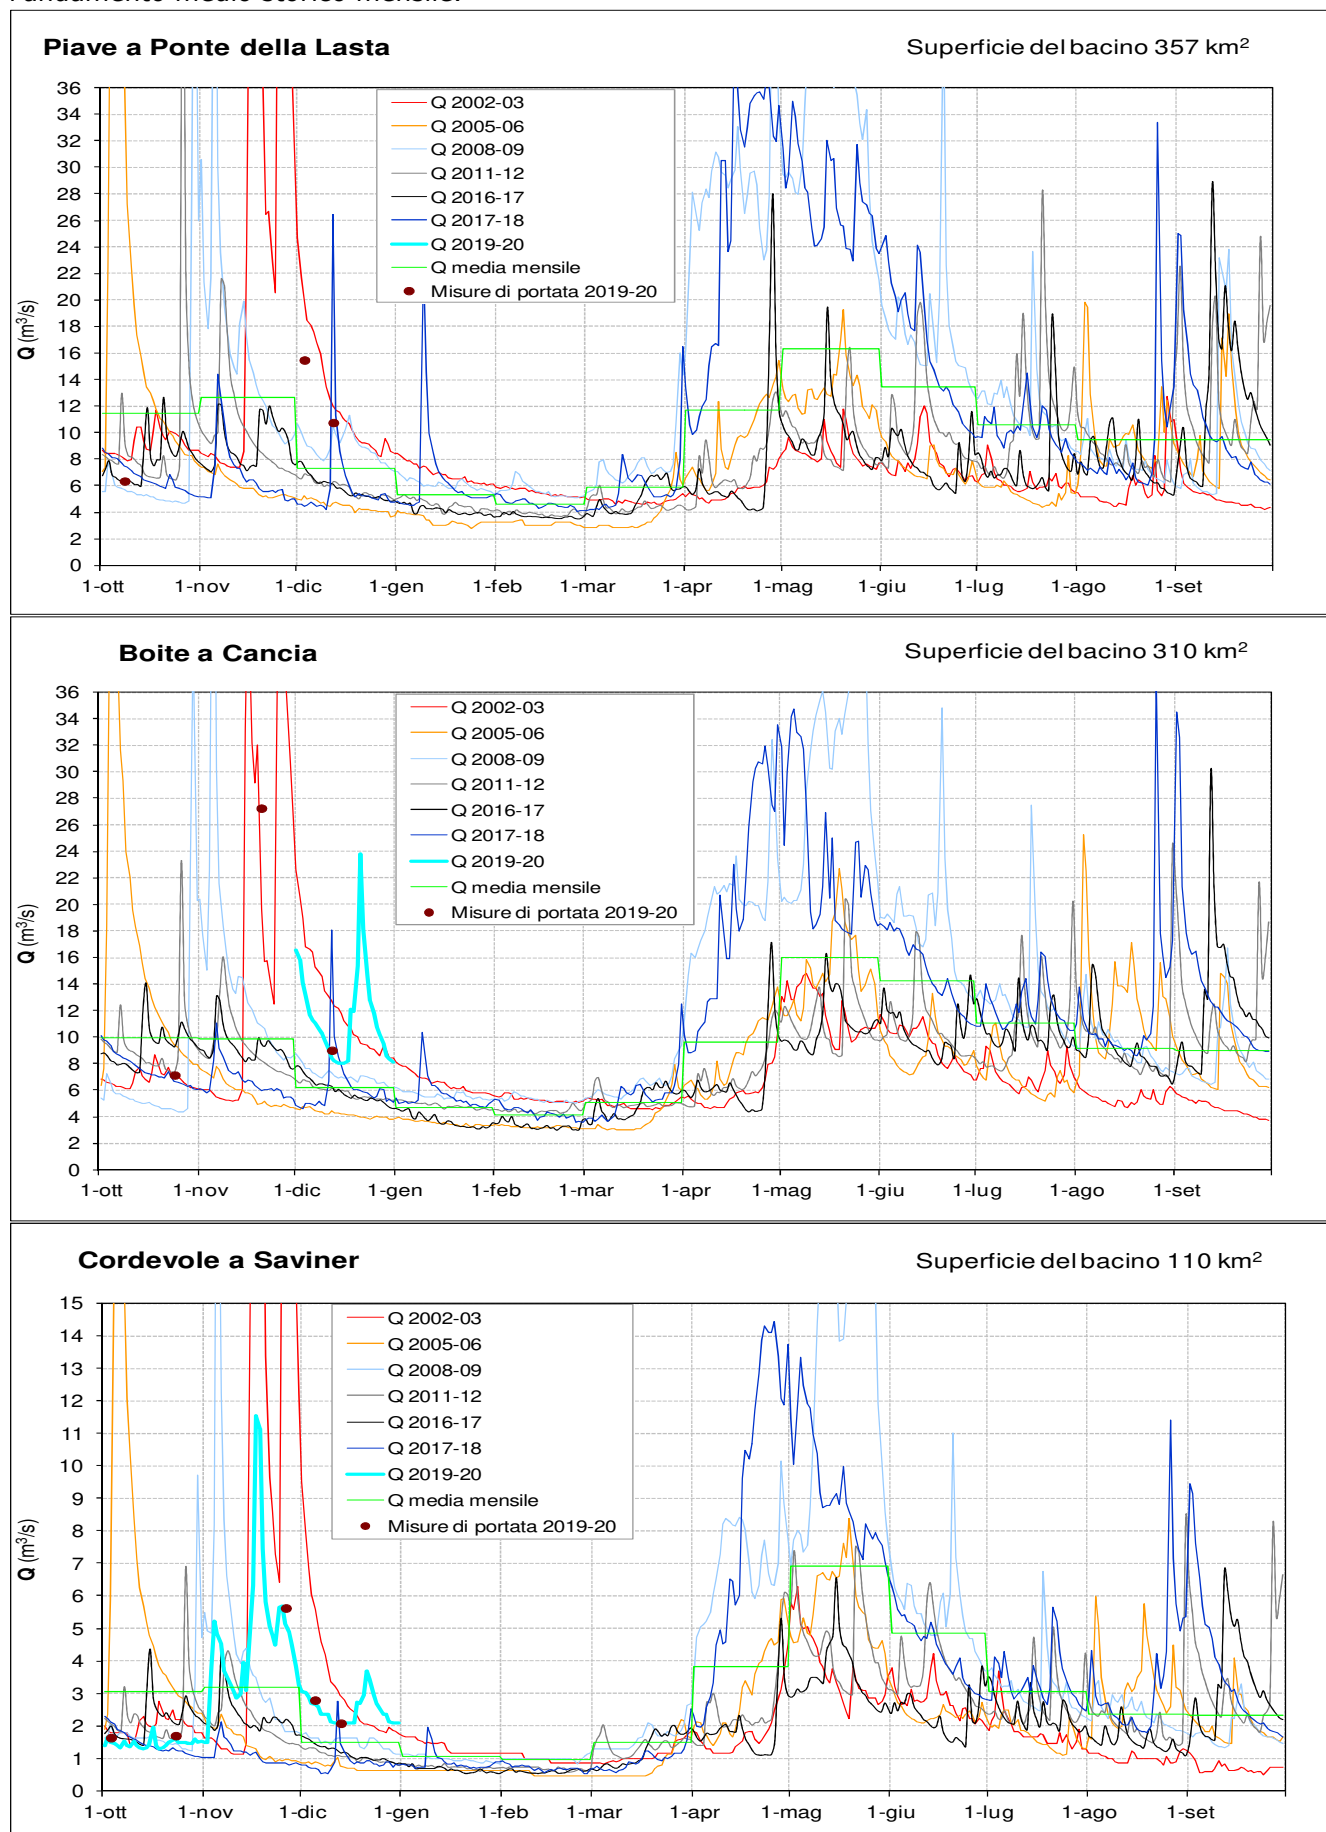 l'andamento medio storico mensile.
Piave a Ponte della Lasta
Superficie del bacino 357 km²
Q (m³/s)
36
34
32
30
28
26
24
22
20
18
16
14
12
10
8
6
4
2
0
Q 2002-03
Q 2005-06
Q 2008-09
Q 2011-12
Q 2016-17
Q 2017-18
Q 2019-20
Q media mensile
Misure di portata 2019-20
1-ott 1-nov 1-dic 1-gen 1-feb 1-mar 1-apr 1-mag 1-giu 1-lug 1-ago 1-set
Boite a Cancia
Superficie del bacino 310 km²
Q (m³/s)
36
34
32
30
28
26
24
22
20
18
16
14
12
10
8
6
4
2
0
Q 2002-03
Q 2005-06
Q 2008-09
Q 2011-12
Q 2016-17
Q 2017-18
Q 2019-20
Q media mensile
Misure di portata 2019-20
1-ott 1-nov 1-dic 1-gen 1-feb 1-mar 1-apr 1-mag 1-giu 1-lug 1-ago 1-set
Cordevole a Saviner
Superficie del bacino 110 km²
Q (m³/s)
15
14
13
12
11
10
9
8
7
6
5
4
3
2
1
0
Q 2002-03
Q 2005-06
Q 2008-09
Q 2011-12
Q 2016-17
Q 2017-18
Q 2019-20
Q media mensile
Misure di portata 2019-20
1-ott 1-nov 1-dic 1-gen 1-feb 1-mar 1-apr 1-mag 1-giu 1-lug 1-ago 1-set